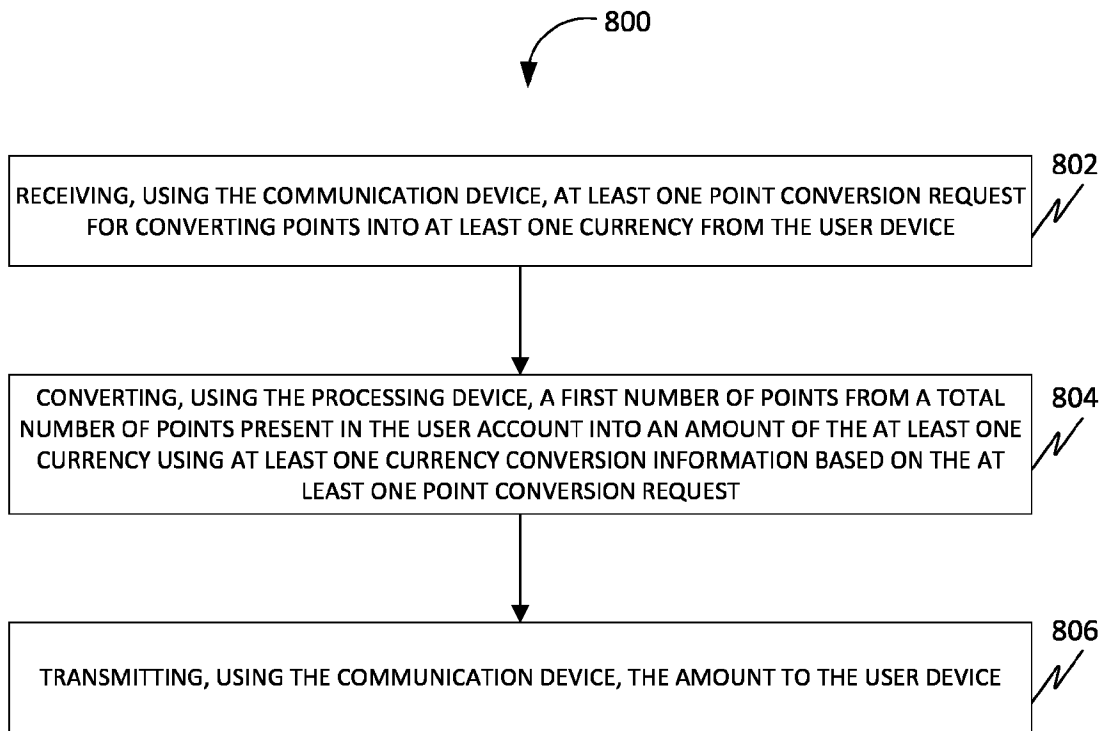 800
802
RECEIVING, USING THE COMMUNICATION DEVICE, AT LEAST ONE POINT CONVERSION REQUEST
FOR CONVERTING POINTS INTO AT LEAST ONE CURRENCY FROM THE USER DEVICE
804
CONVERTING, USING THE PROCESSING DEVICE, A FIRST NUMBER OF POINTS FROM A TOTAL
NUMBER OF POINTS PRESENT IN THE USER ACCOUNT INTO AN AMOUNT OF THE AT LEAST ONE
CURRENCY USING AT LEAST ONE CURRENCY CONVERSION INFORMATION BASED ON THE AT
LEAST ONE POINT CONVERSION REQUEST
806
TRANSMITTING, USING THE COMMUNICATION DEVICE, THE AMOUNT TO THE USER DEVICE